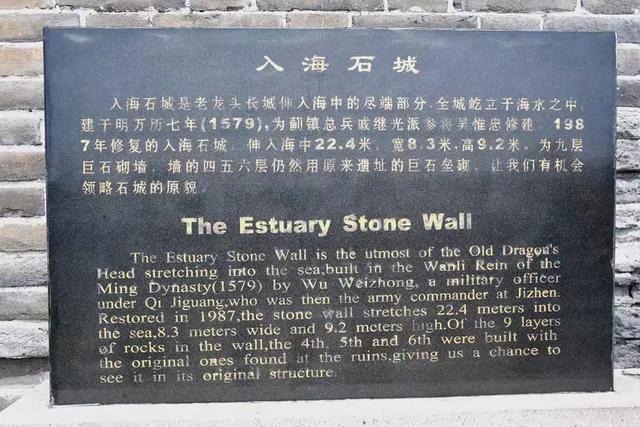 入海石城
入海石城是老龙头长城伸入海中的尽端部分,全城屹立于海水之中,
建于明万历七年(1579),为蓟镇总兵戚继光派参将吴惟忠修建。198
7年修复的入海石城,伸入海中22.4米,宽8.3米,高9.2米。为九层
巨石砌墙,墙的四五六层仍然用原来遗址的巨石垒砌,让我们有机会
领略石城的原貌。
The Estuary Stone Wall
The Estuary Stone Wall is the utmost of the Old Dragon's
Head stretching into the sea,built in the Wanli Rein of the
Ming Dynasty(1579) by Wu Weizhong, a military officer
under Qi Jiguang,who was then the army commander at Jizhen.
Restored in 1987,the stone wall stretches 22.4 meters into
the sea,8.3 meters wide and 9.2 meters high.Of the 9 layers
of rocks in the wall,the 4th, 5th and 6th were built with
the original ones found at the ruins,giving us a chance to
see it in its original structure.